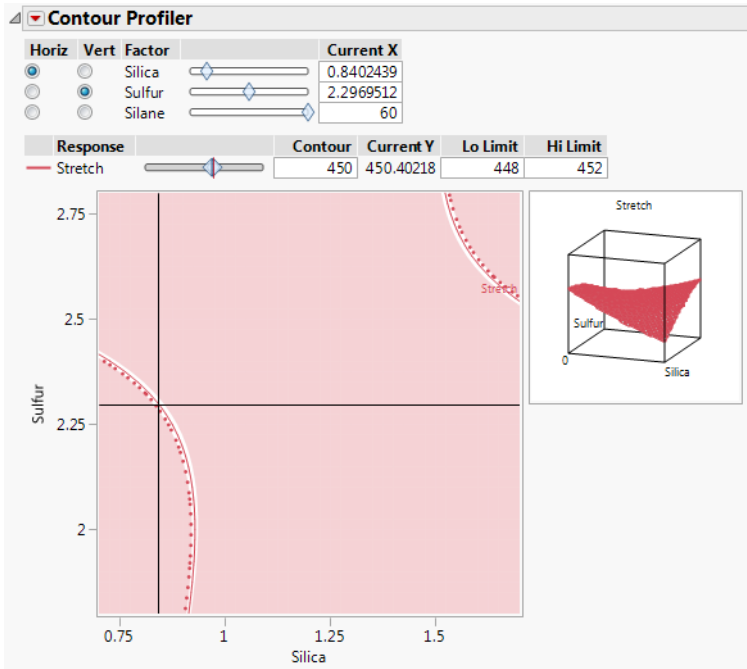 Contour Profiler
Horiz Vert Factor Current X
Silica 0.8402439
Sulfur 2.2969512
Silane 60
Response Contour Current Y Lo Limit Hi Limit
Stretch 450 450.40218 448 452
2.75
2.5
2.25
2
Sulfur
Stretch
0.75 1 1.25 1.5
Silica
Stretch
Sulfur
0
Silica